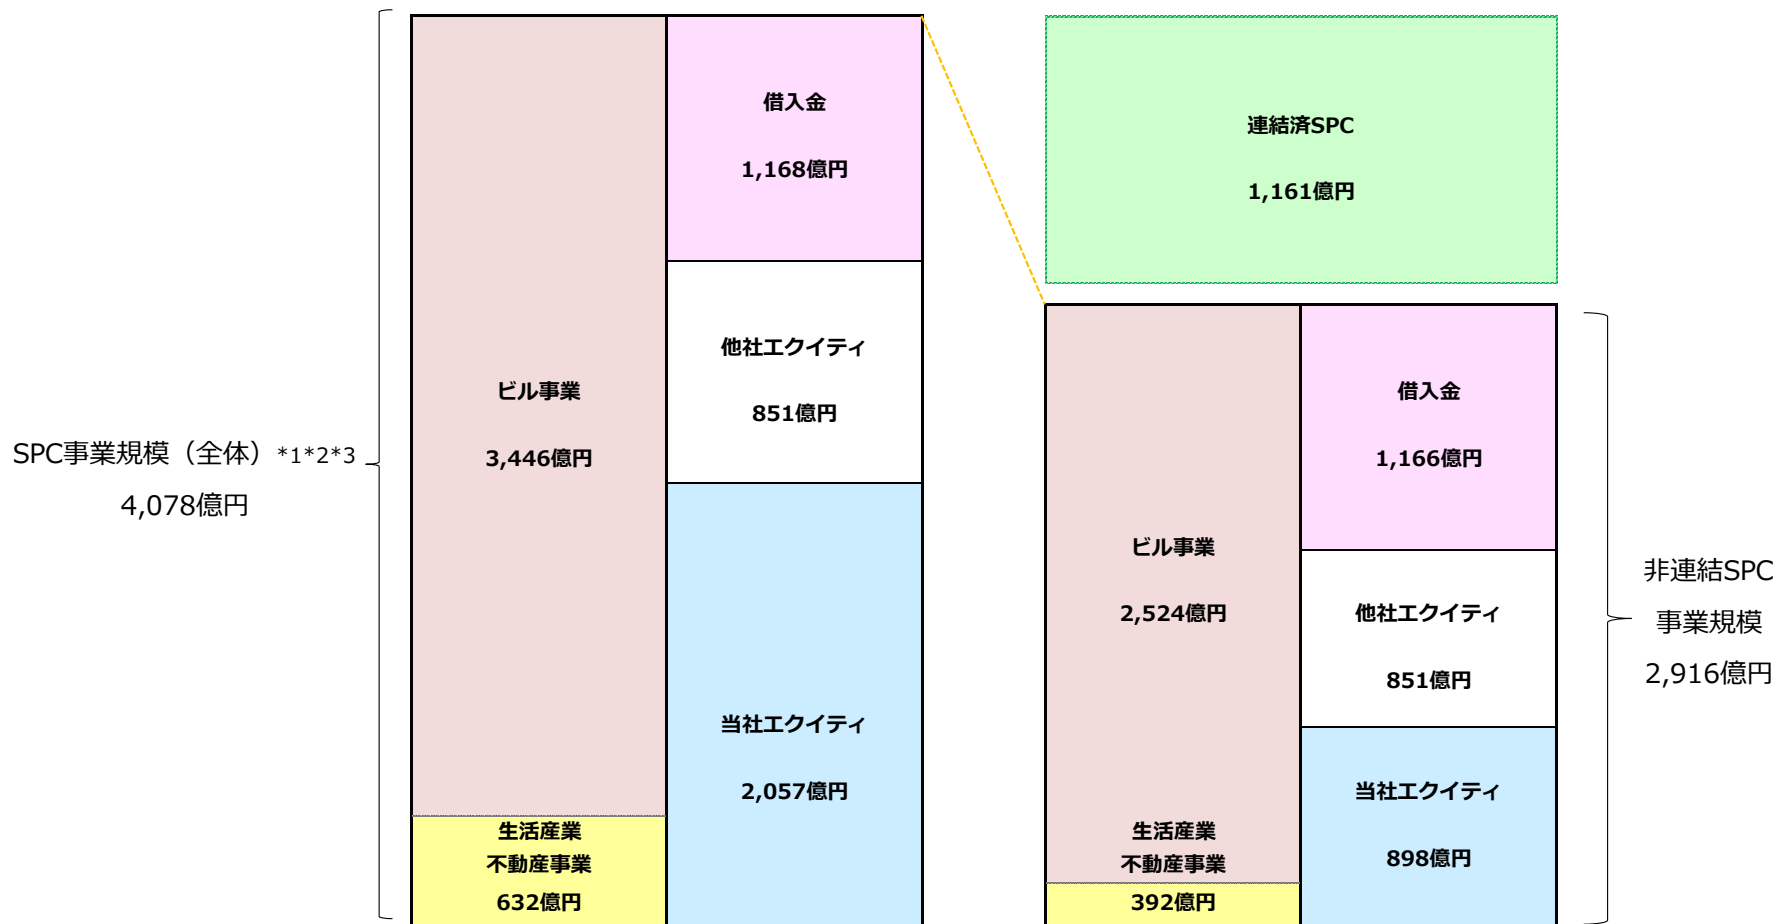 SPC事業規模（全体）*1*2*3
4,078億円
ビル事業
3,446億円
生活産業
不動産事業
632億円
借入金
1,168億円
他社エクイティ
851億円
当社エクイティ
2,057億円
連結済SPC
1,161億円
ビル事業
2,524億円
生活産業
不動産事業
392億円
借入金
1,166億円
他社エクイティ
851億円
当社エクイティ
898億円
非連結SPC
事業規模
2,916億円